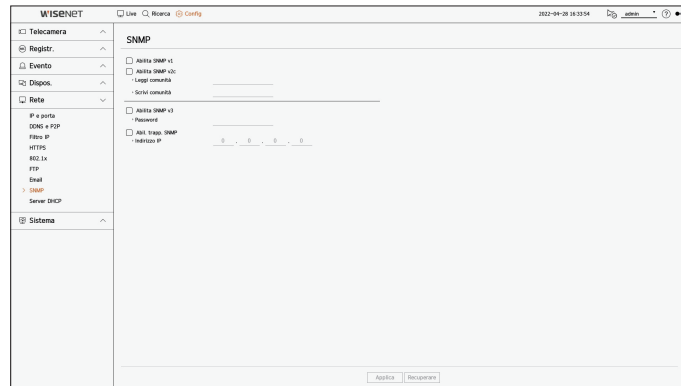 WISENET
Live Ricerca Config
2022-04-28 16:33:54 admin ?
Telecamera
Registr.
Evento
Dispos.
Rete
IP e porta
DDNS e P2P
Filtro IP
HTTPS
802.1x
FTP
Email
> SNMP
Server DHCP
Sistema
SNMP
Abilita SNMP v1
Abilita SNMP v2c
· Leggi comunità
· Scrivi comunità
Abilita SNMP v3
· Password
Abil. trapp. SNMP
· Indirizzo IP 0 . 0 . 0 . 0
Applica Recuperare